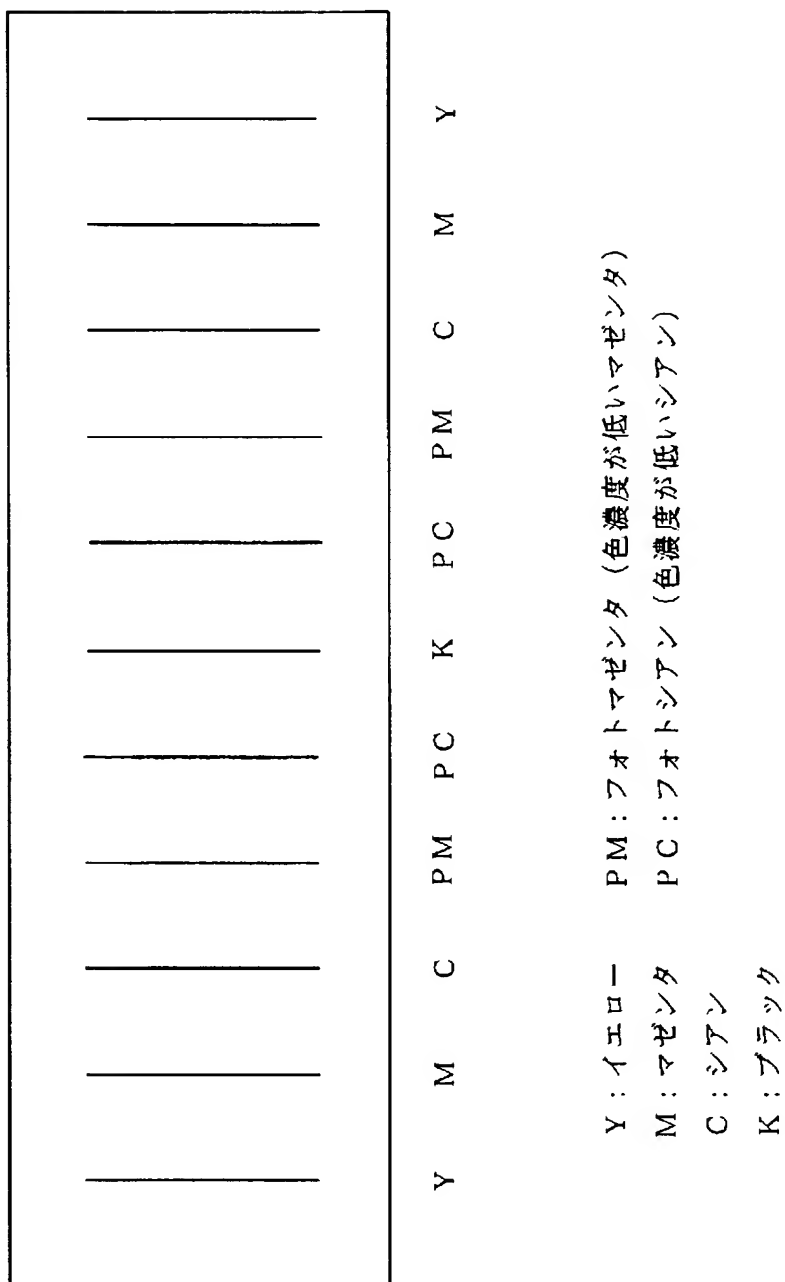 Y M C PM PC K PC PM C M Y
Y：イエロー
M：マゼンタ
C：シアン
K：ブラック
PM：フォトマゼンタ（色濃度が低いマゼンタ）
PC：フォトシアン（色濃度が低いシアン）